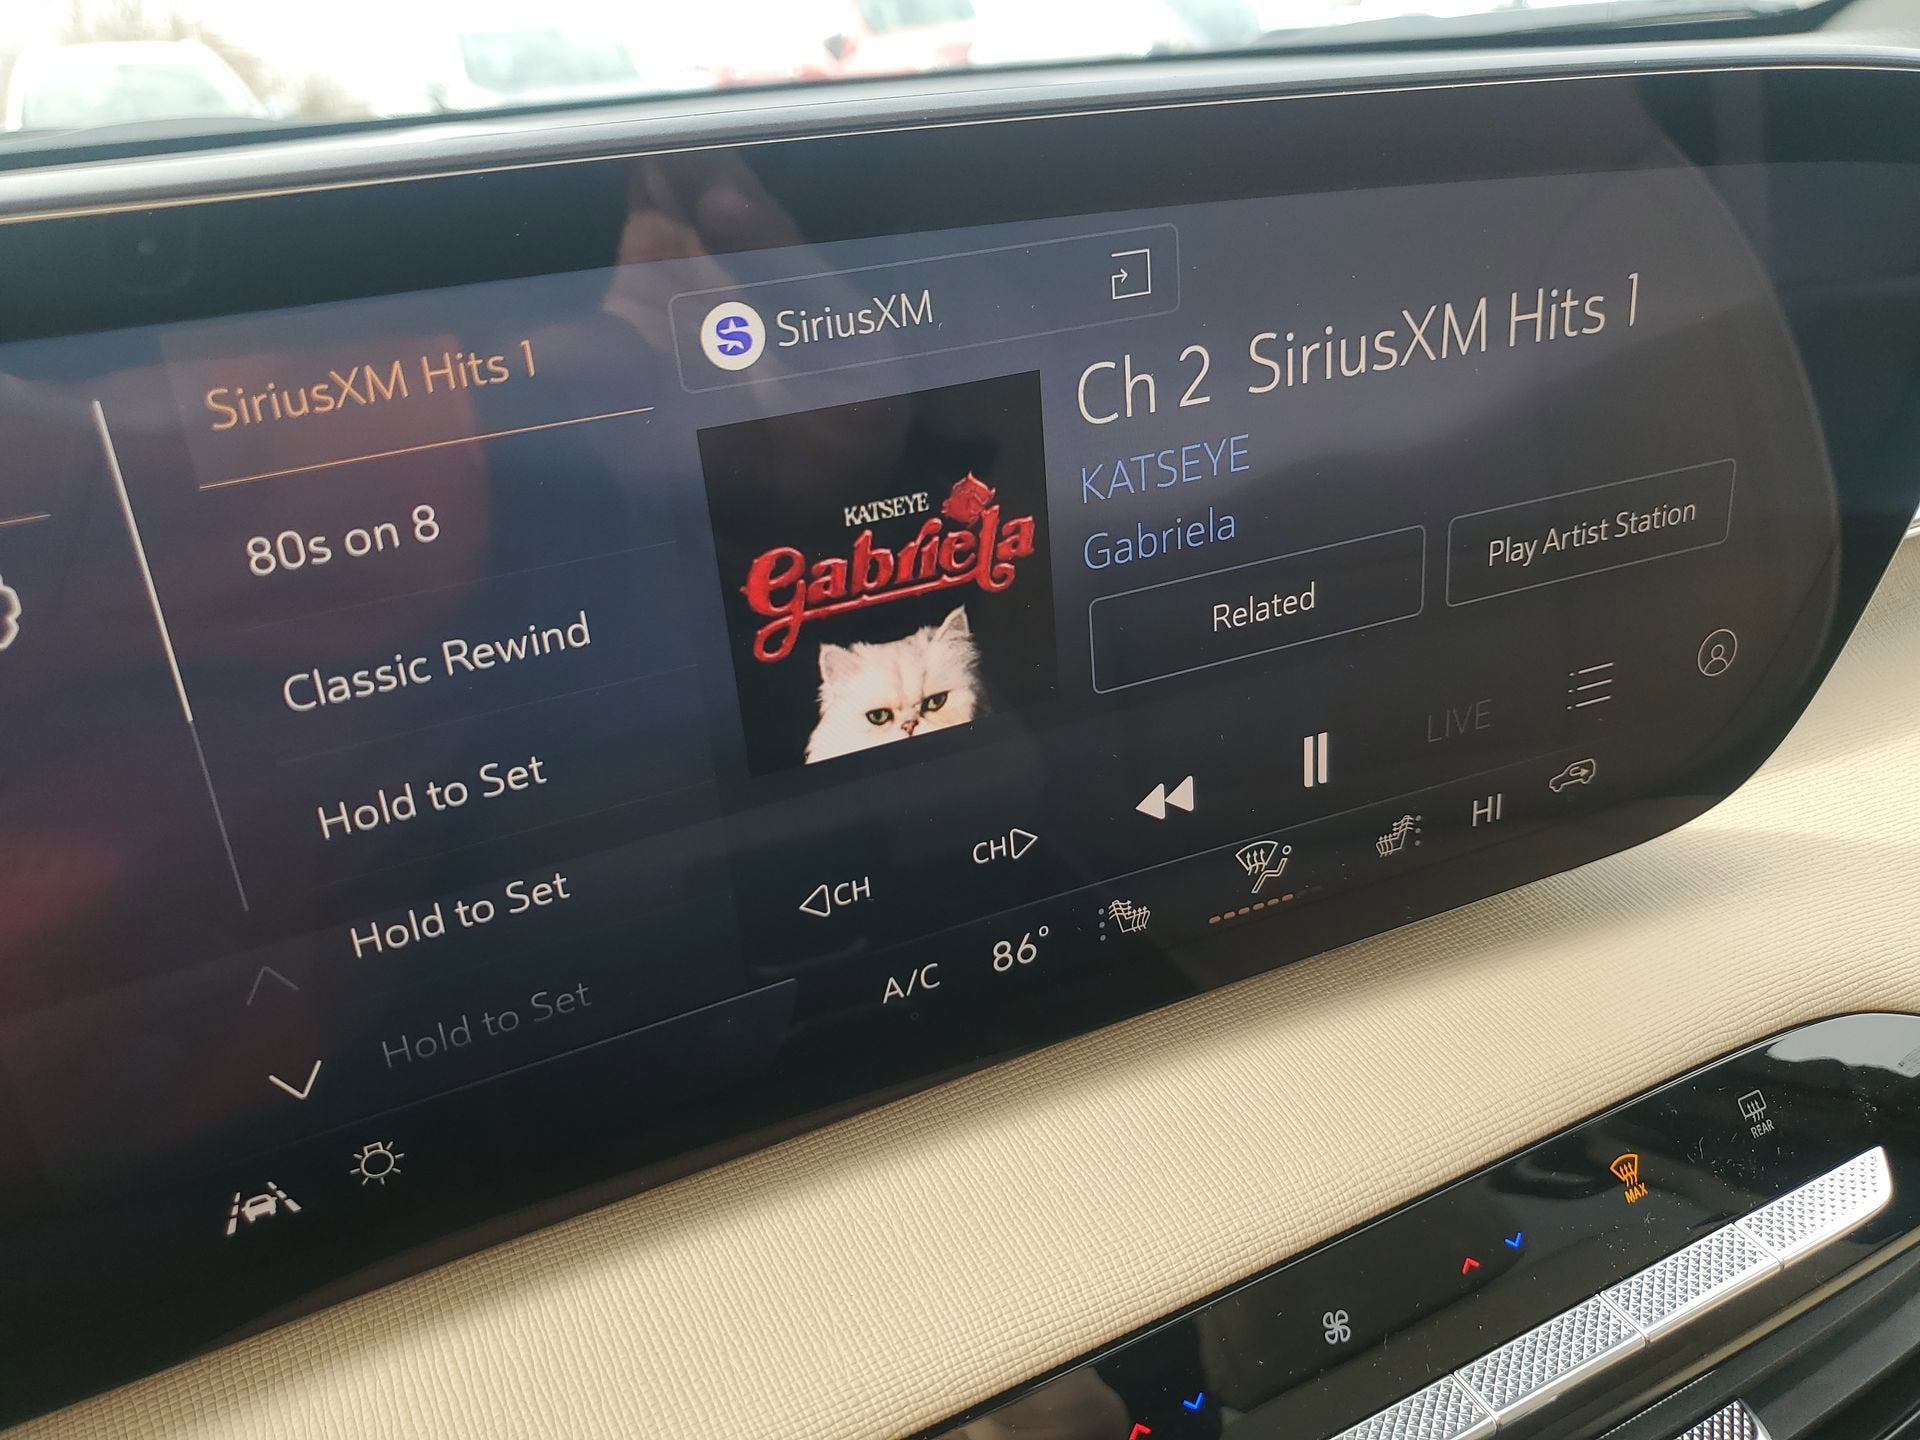 SiriusXM Hits 1
80s on 8
Classic Rewind
Hold to Set
Hold to Set
Hold to Set
SiriusXM
KATSEYE
Gabriela
Ch 2 SiriusXM Hits 1
KATSEYE
Gabriela
Related
Play Artist Station
CH
CH
LIVE
A/C
86°
HI
REAR
MAX